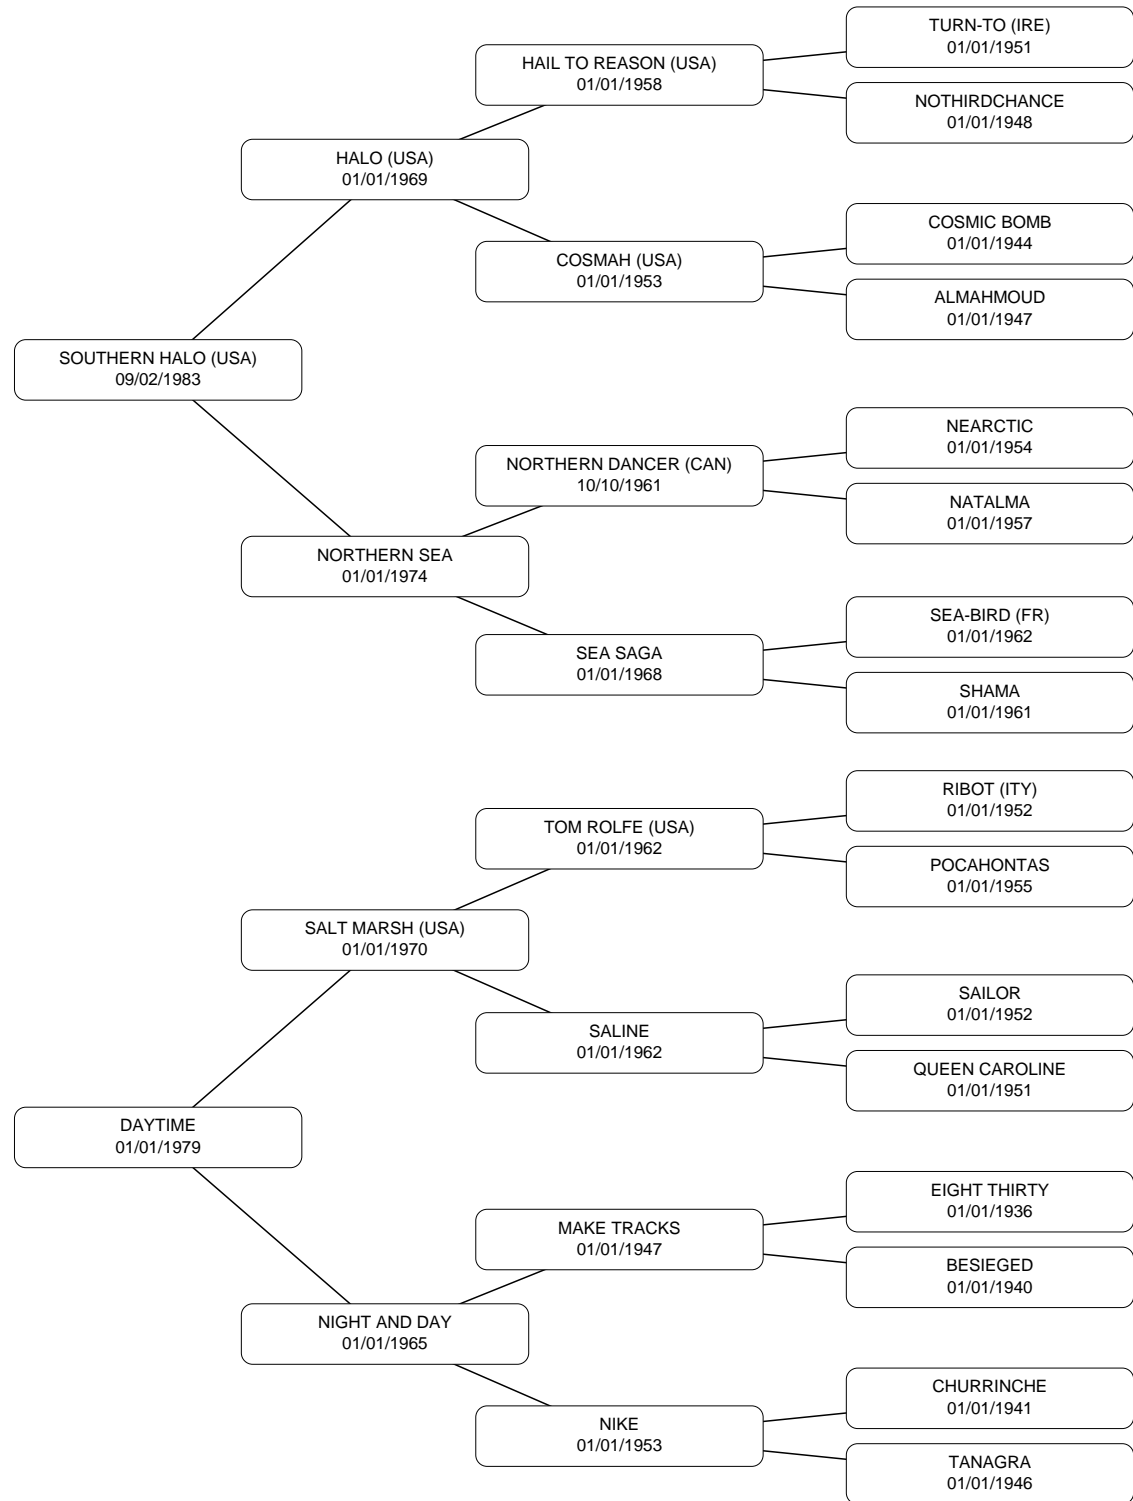 TURN-TO (IRE)
01/01/1951
HAIL TO REASON (USA)
01/01/1958
NOTHIRDCHANCE
01/01/1948
HALO (USA)
01/01/1969
COSMIC BOMB
01/01/1944
COSMAH (USA)
01/01/1953
ALMAHMOUD
01/01/1947
SOUTHERN HALO (USA)
09/02/1983
NEARCTIC
01/01/1954
NORTHERN DANCER (CAN)
10/10/1961
NATALMA
01/01/1957
NORTHERN SEA
01/01/1974
SEA-BIRD (FR)
01/01/1962
SEA SAGA
01/01/1968
SHAMA
01/01/1961
RIBOT (ITY)
01/01/1952
TOM ROLFE (USA)
01/01/1962
POCAHONTAS
01/01/1955
SALT MARSH (USA)
01/01/1970
SAILOR
01/01/1952
SALINE
01/01/1962
QUEEN CAROLINE
01/01/1951
DAYTIME
01/01/1979
EIGHT THIRTY
01/01/1936
MAKE TRACKS
01/01/1947
BESIEGED
01/01/1940
NIGHT AND DAY
01/01/1965
CHURRINCHE
01/01/1941
NIKE
01/01/1953
TANAGRA
01/01/1946